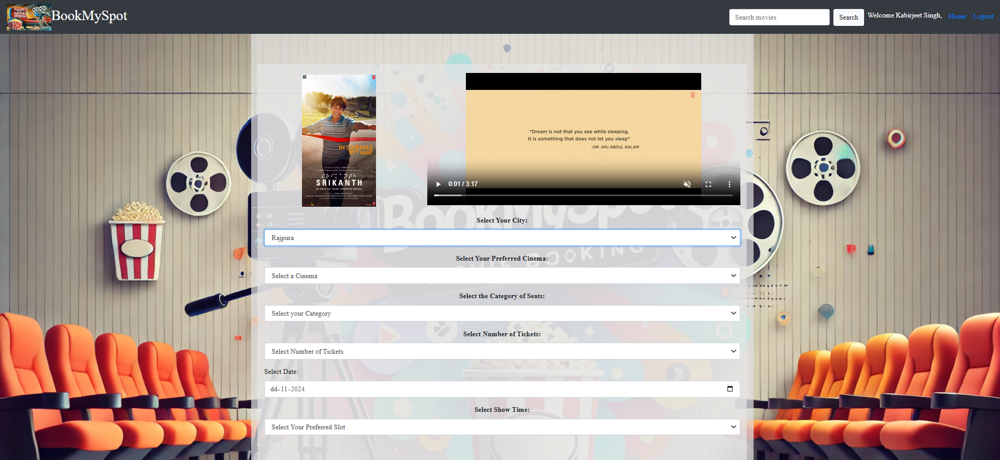 BookMySpot
Search movies
Search
Welcome Kabirjeet Singh,
Home
Logout
IN CINEMAS
10TH MAY
SRIKANTH
“Dream is not that you see while sleeping,
it is something that does not let you sleep”
-DR. APJ ABDUL KALAM
0:01 / 3:17
Select Your City:
Rajpura
Select Your Preferred Cinema:
Select a Cinema
Select the Category of Seats:
Select your Category
Select Number of Tickets:
Select Number of Tickets
Select Date:
dd-11-2024
Select Show Time:
Select Your Preferred Slot
BookMySpot
BOOKING